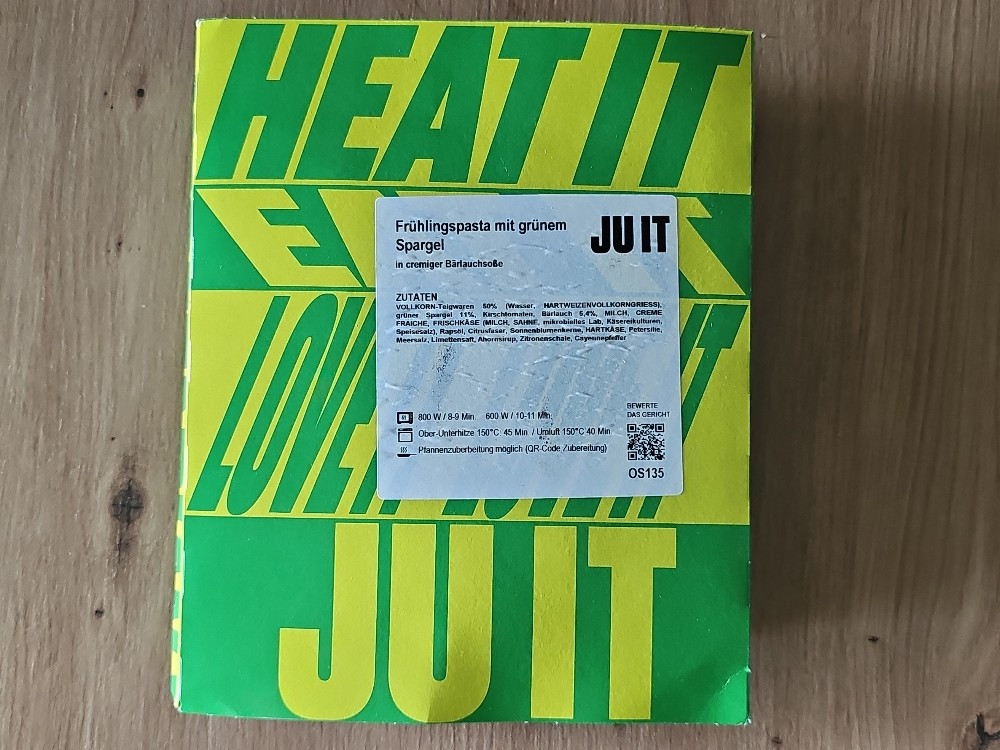 HEAT IT
Frühlingspasta mit grünem
Spargel
JU IT
in cremiger Bärlauchsoße
ZUTATEN
VOLLKORN-Teigwaren 50% (Wasser, HARTWEIZENVOLLKORNGRIESS),
grüner Spargel 11%, Kirschtomaten, Bärlauch 5,4%, MILCH, CREME
FRAICHE, FRISCHKÄSE (MILCH, SAHNE, mikrobielles Lab, Käsereikulturen,
Speisesalz), Rapsöl, Citrusfaser, Sonnenblumenkerne, HARTKÄSE, Petersilie,
Meersalz, Limettensaft, Ahornsirup, Zitronenschale, Cayennepfeffer
800 W / 8-9 Min. 600 W / 10-11 Min.
Ober-Unterhitze 150°C: 45 Min. / Umluft 150°C 40 Min.
Pfannenzuberbeitung möglich (QR-Code Zubereitung)
BEWERTE
DAS GERICHT
OS135
JU IT